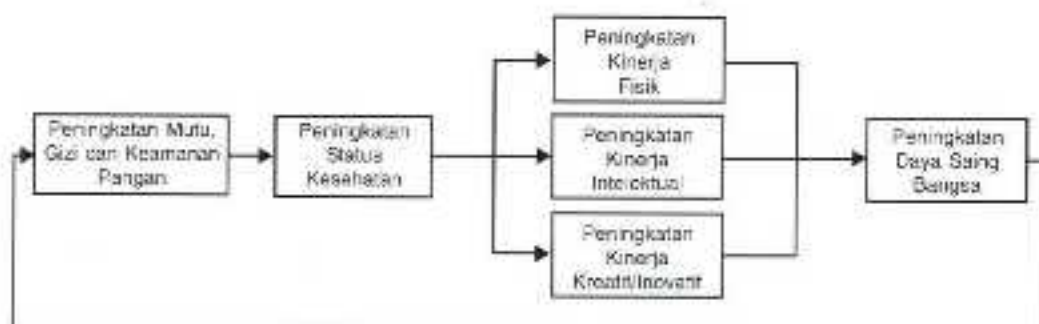 Peningkatan Mutu,
Gizi dan Keamanan
Pangan
Peningkatan
Status
Kesehatan
Peningkatan
Kinerja
Fisik
Peningkatan
Kinerja
Intelektual
Peningkatan
Kinerja
Kreatif/Inovatif
Peningkatan
Daya Saing
Bangsa